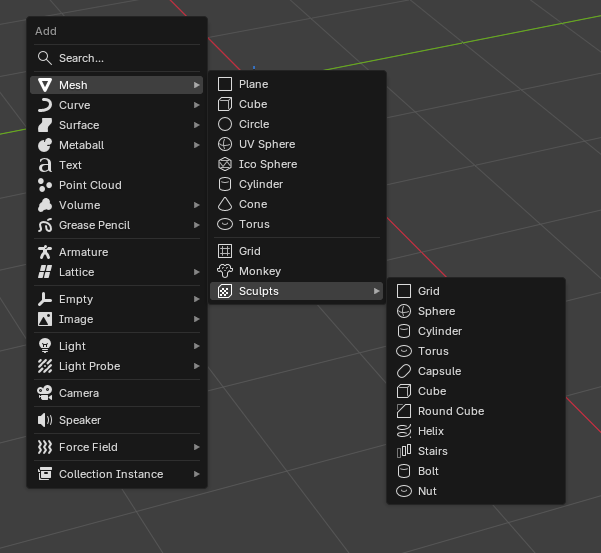 Add
Search...
Mesh
Curve
Surface
Metaball
Text
Point Cloud
Volume
Grease Pencil
Armature
Lattice
Empty
Image
Light
Light Probe
Camera
Speaker
Force Field
Collection Instance
Plane
Cube
Circle
UV Sphere
Ico Sphere
Cylinder
Cone
Torus
Grid
Monkey
Sculpts
Grid
Sphere
Cylinder
Torus
Capsule
Cube
Round Cube
Helix
Stairs
Bolt
Nut